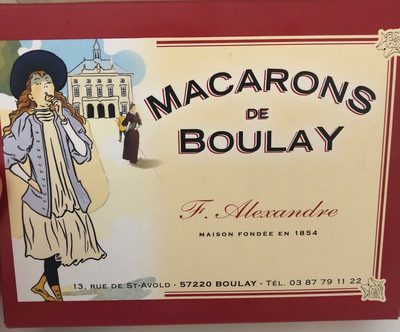 MACARONS
DE
BOULAY
F. Alexandre
MAISON FONDÉE EN 1854
13, RUE DE ST-AVOLD - 57220 BOULAY - TÉL. 03 87 79 11 22